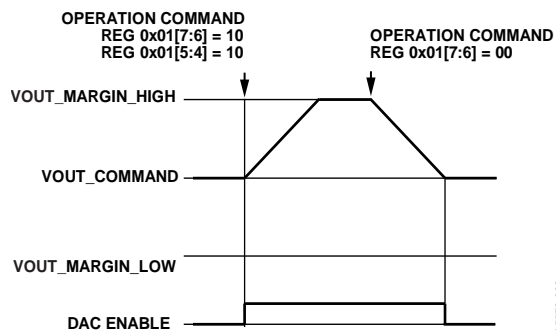 OPERATION COMMAND
REG 0x01[7:6] = 10
REG 0x01[5:4] = 10
OPERATION COMMAND
REG 0x01[7:6] = 00
VOUT_MARGIN_HIGH
VOUT_COMMAND
VOUT_MARGIN_LOW
DAC ENABLE